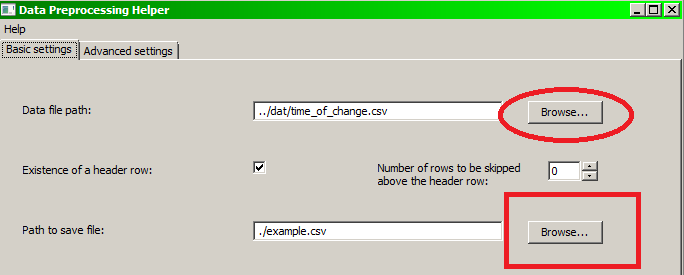 Data Preprocessing Helper
Help
Basic settings Advanced settings
Data file path: ../dat/time_of_change.csv Browse...
Existence of a header row: Number of rows to be skipped above the header row: 0
Path to save file: ./example.csv Browse...